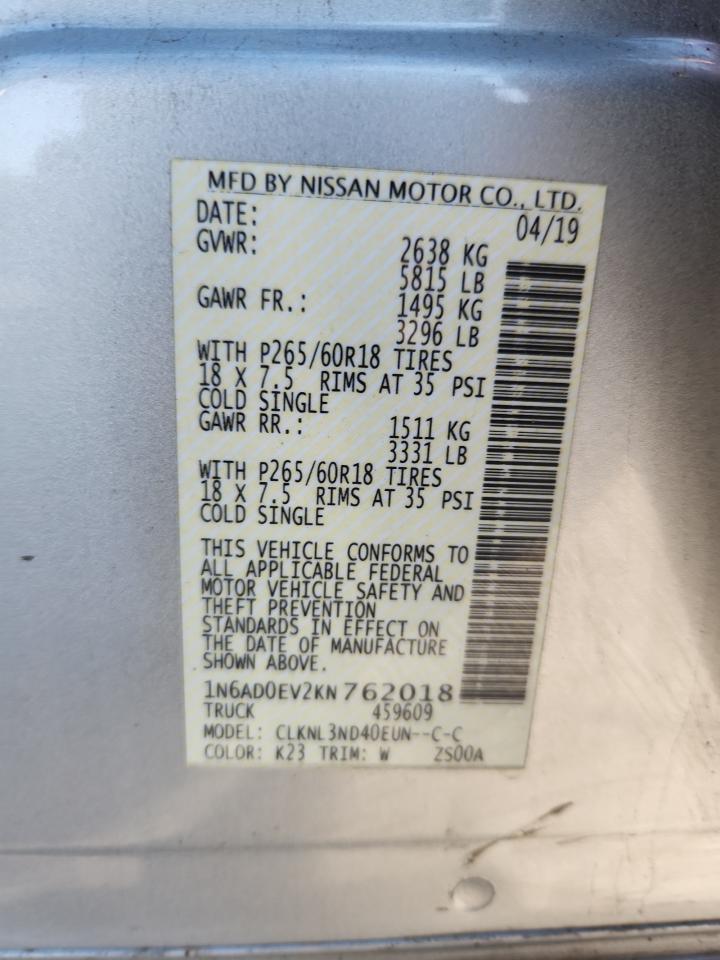 MFD BY NISSAN MOTOR CO., LTD.
DATE: 04/19
GVWR: 2638 KG
5815 LB
GAWR FR.: 1495 KG
3296 LB
WITH P265/60R18 TIRES
18 X 7.5 RIMS AT 35 PSI
COLD SINGLE
GAWR RR.: 1511 KG
3331 LB
WITH P265/60R18 TIRES
18 X 7.5 RIMS AT 35 PSI
COLD SINGLE
THIS VEHICLE CONFORMS TO
ALL APPLICABLE FEDERAL
MOTOR VEHICLE SAFETY AND
THEFT PREVENTION
STANDARDS IN EFFECT ON
THE DATE OF MANUFACTURE
SHOWN ABOVE.
1N6AD0EV2KN762018
TRUCK 459609
MODEL: CLKNL3ND40EUN--C-C
COLOR: K23 TRIM: W ZS00A